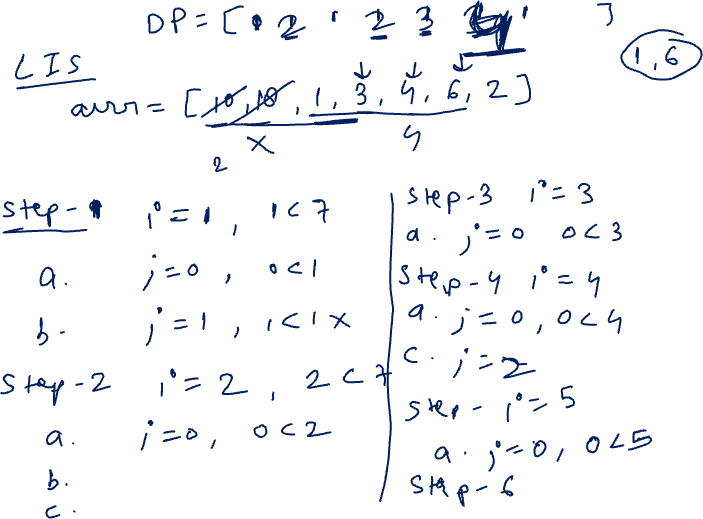 DP = [ 2 ' 2 3 4 ' ]
LIS
1,6
arr = [10,10, 1, 3, 4, 6, 2]
x 4
2
Step-1 i=1, 1<7
a. j=0, 0<1
b. j=1, 1<1 x
Step-2 i=2, 2<7
a. j=0, 0<2
b.
c.
Step-3 i=3
a. j=0 0<3
Step-4 i=4
a. j=0, 0<4
c. j=2
Step- i=5
a. j=0, 0<5
Step-6